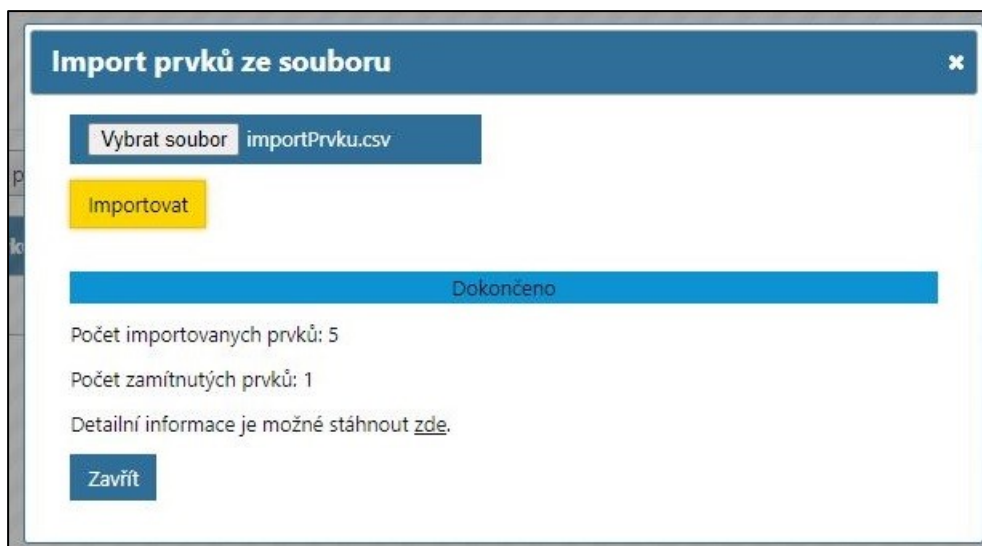 Import prvků ze souboru ×
Vybrat soubor importPrvku.csv
Importovat
Dokončeno
Počet importovanych prvků: 5
Počet zamítnutých prvků: 1
Detailní informace je možné stáhnout zde.
Zavřít